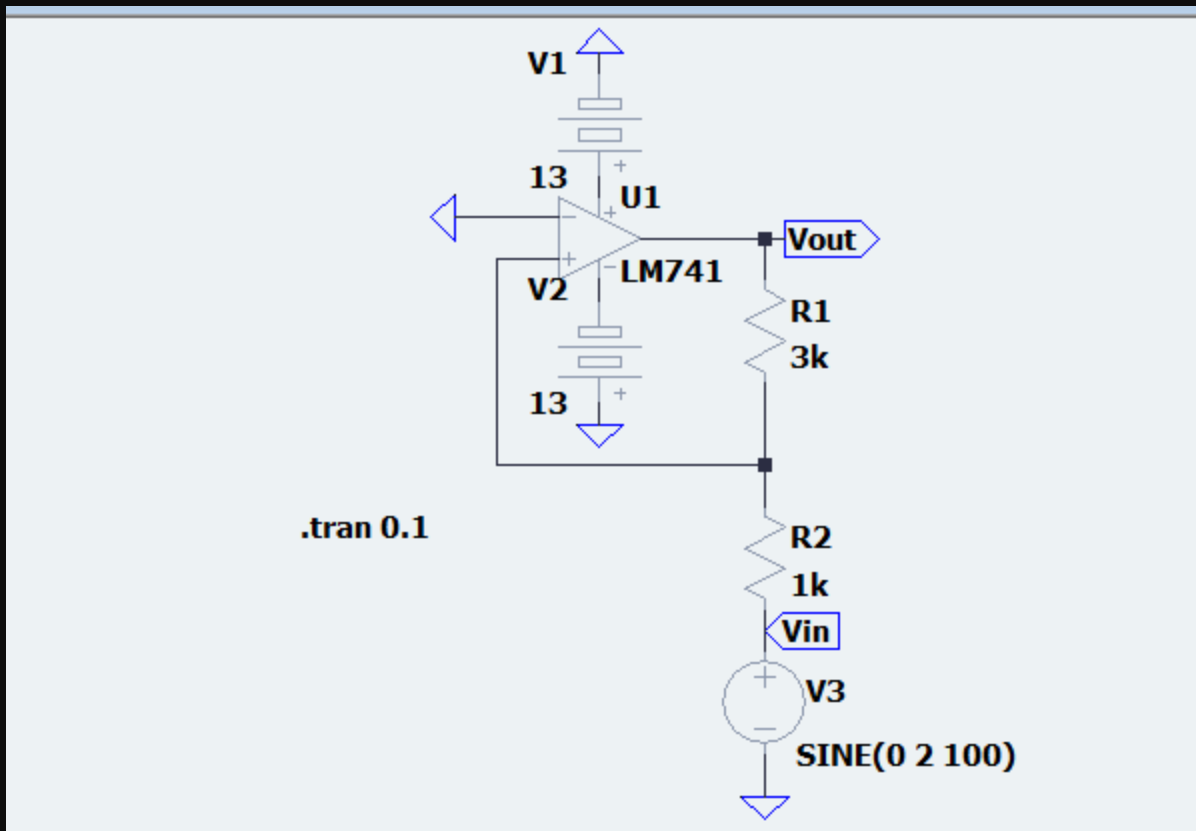 V1
13
U1
Vout
V2
LM741
R1
3k
13
.tran 0.1
R2
1k
Vin
V3
SINE(0 2 100)